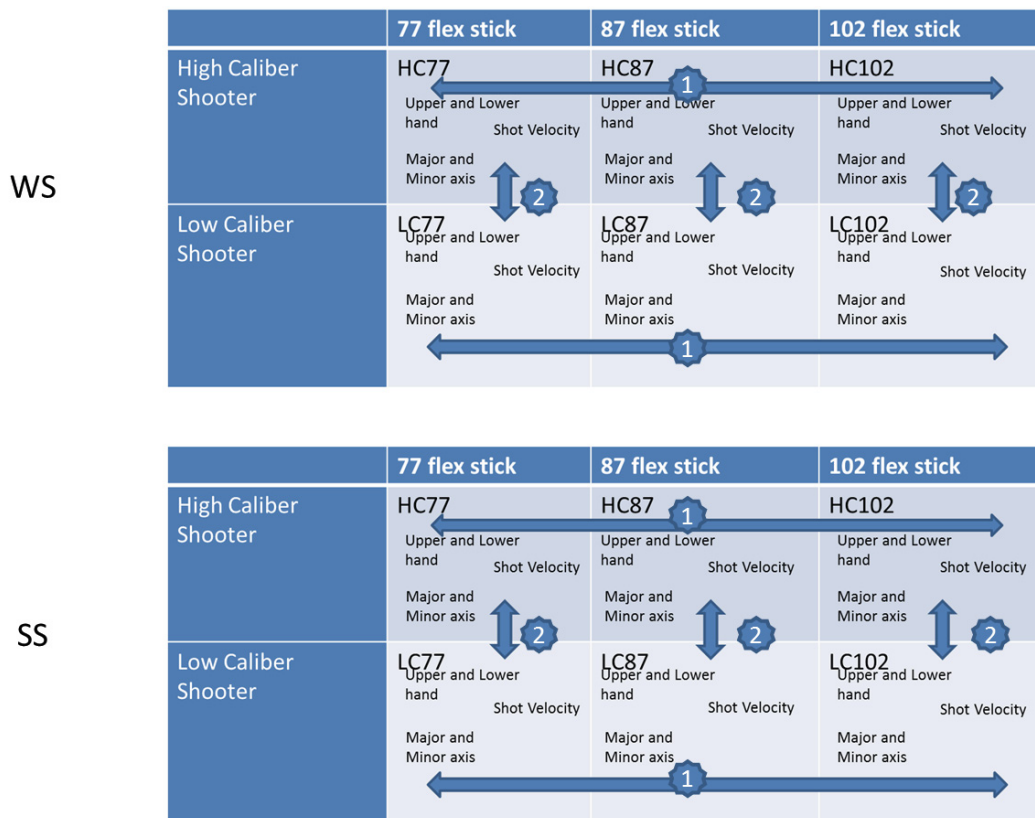 77 flex stick 87 flex stick 102 flex stick
WS
High Caliber
Shooter
HC77
Upper and Lower
hand
Shot Velocity
Major and
Minor axis
HC87
Upper and Lower
hand
Shot Velocity
Major and
Minor axis
HC102
Upper and Lower
hand
Shot Velocity
Major and
Minor axis
1
2
2
2
Low Caliber
Shooter
LC77
Upper and Lower
hand
Shot Velocity
Major and
Minor axis
LC87
Upper and Lower
hand
Shot Velocity
Major and
Minor axis
LC102
Upper and Lower
hand
Shot Velocity
Major and
Minor axis
1
77 flex stick 87 flex stick 102 flex stick
SS
High Caliber
Shooter
HC77
Upper and Lower
hand
Shot Velocity
Major and
Minor axis
HC87
Upper and Lower
hand
Shot Velocity
Major and
Minor axis
HC102
Upper and Lower
hand
Shot Velocity
Major and
Minor axis
1
2
2
2
Low Caliber
Shooter
LC77
Upper and Lower
hand
Shot Velocity
Major and
Minor axis
LC87
Upper and Lower
hand
Shot Velocity
Major and
Minor axis
LC102
Upper and Lower
hand
Shot Velocity
Major and
Minor axis
1